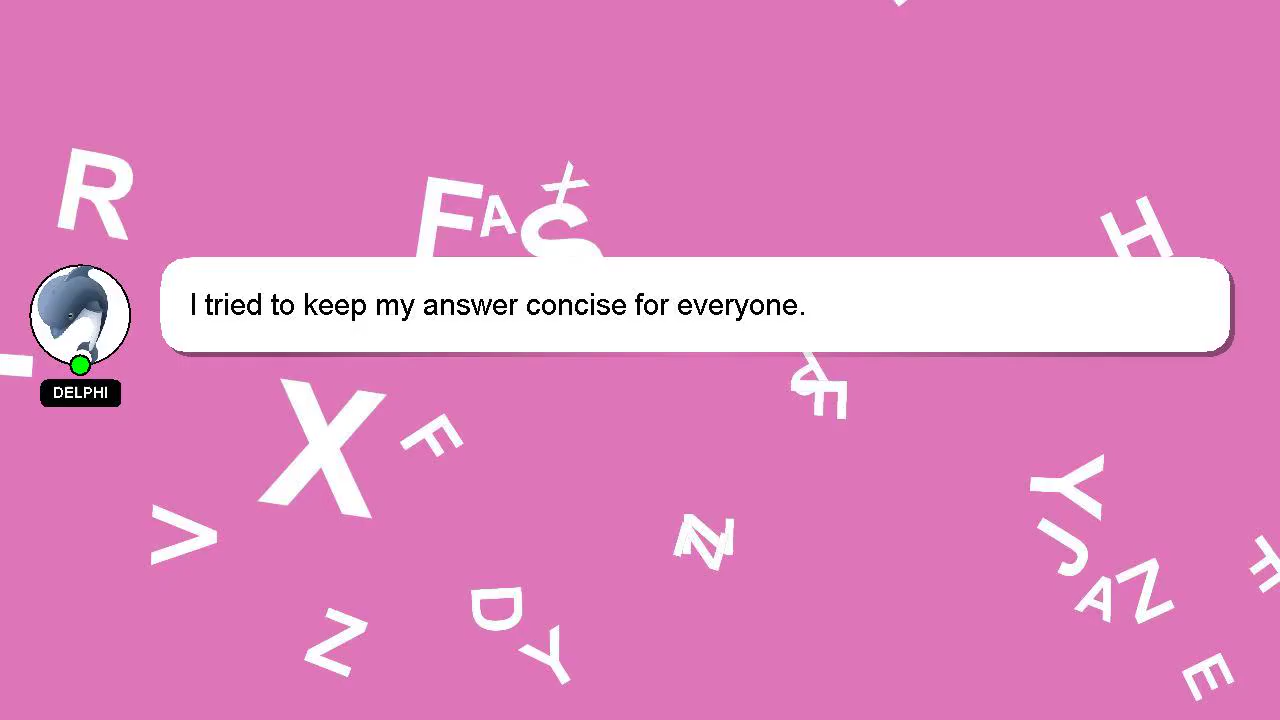 R
F
A
X
S
H
I tried to keep my answer concise for everyone.
DELPHI
R
F
X
F
Y
V
N
Z
J
A
Z
F
D
N
Y
E